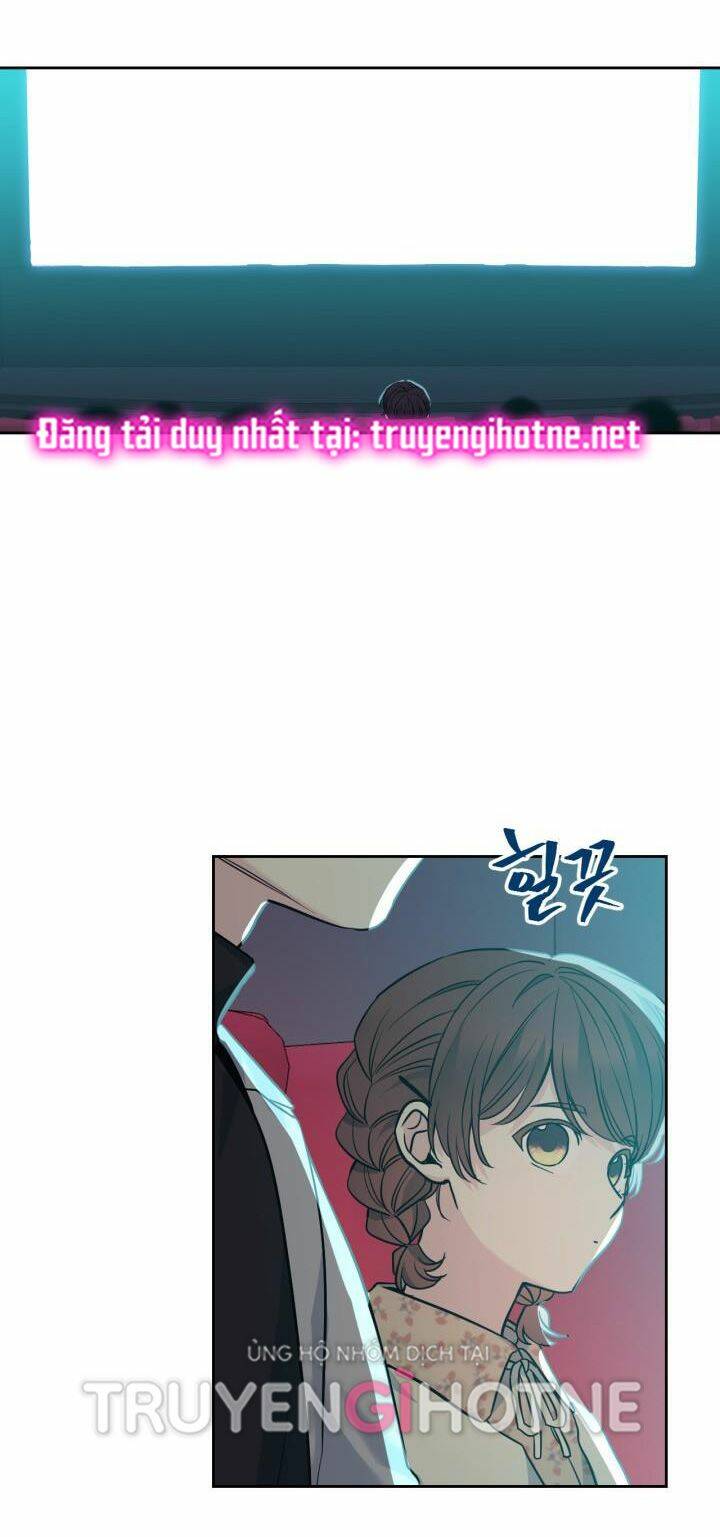 Đăng tải duy nhất tại: truyengihotne.net
힐끗
ỦNG HỘ NHÓM DỊCH TẠI
TRUYENGIHOTNE